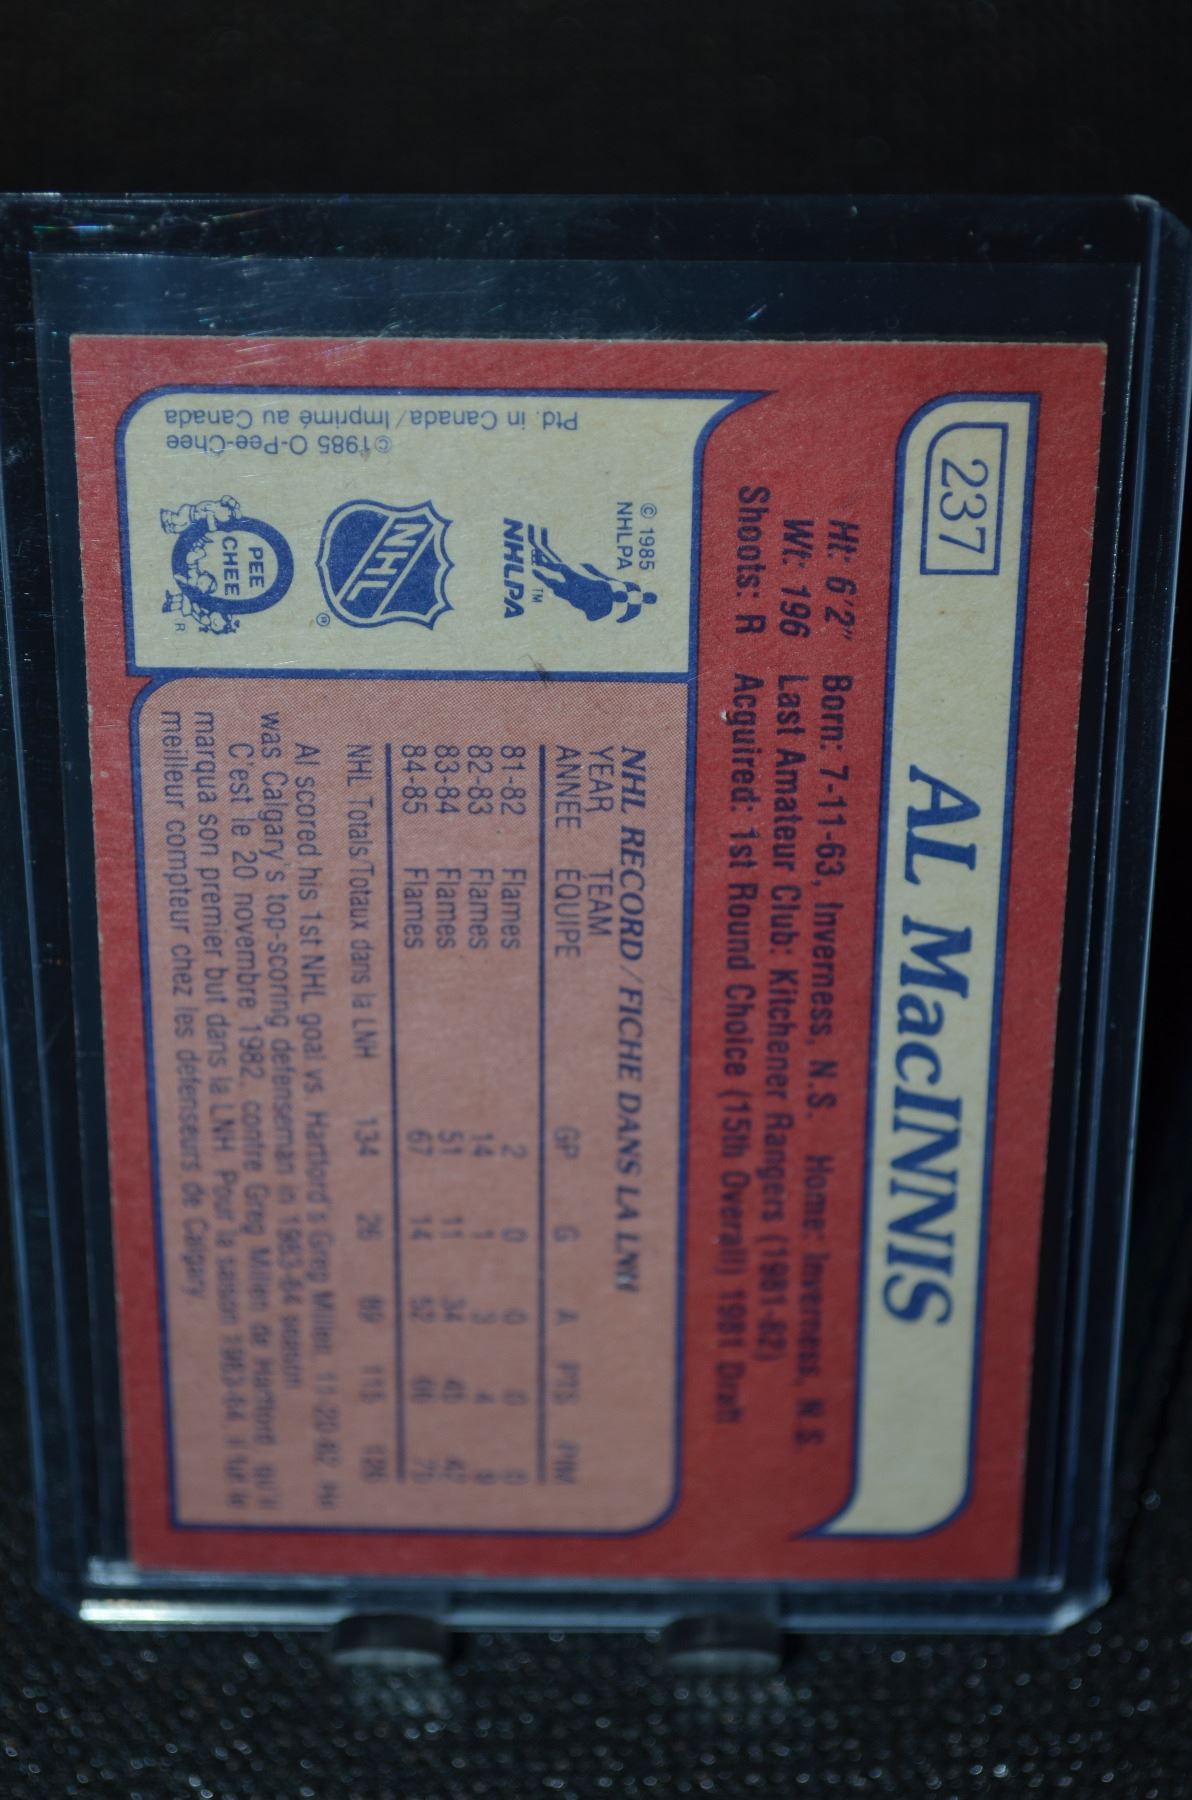 237
AL MacINNIS
Ht: 6'2" Born: 7-11-63, Inverness, N.S. Home: Inverness, N.S.
Wt: 196 Last Amateur Club: Kitchener Rangers (1981-82)
Shoots: R Acquired: 1st Round Choice (15th Overall) 1981 Draft
© 1985
NHLPA
NHLPA TM
NHL ®
PEE
CHEE
R
©1985 O-Pee-Chee
Ptd. in Canada/Imprimé au Canada
NHL RECORD/FICHE DANS LA LNH
YEAR TEAM
ANNÉE ÉQUIPE GP G A PTS PIM
81-82 Flames 2 0 0 0 0
82-83 Flames 14 1 3 4 9
83-84 Flames 51 11 34 45 42
84-85 Flames 67 14 52 66 75
NHL Totals/Totaux dans la LNH 134 26 89 115 126
Al scored his 1st NHL goal vs. Hartford's Greg Millen, 11-20-82. He
was Calgary's top-scoring defenseman in 1983-84 season.
C'est le 20 novembre 1982, contre Greg Millen de Hartford, qu'il
marqua son premier but dans la LNH. Pour la saison 1983-84, il fut le
meilleur compteur chez les défenseurs de Calgary.